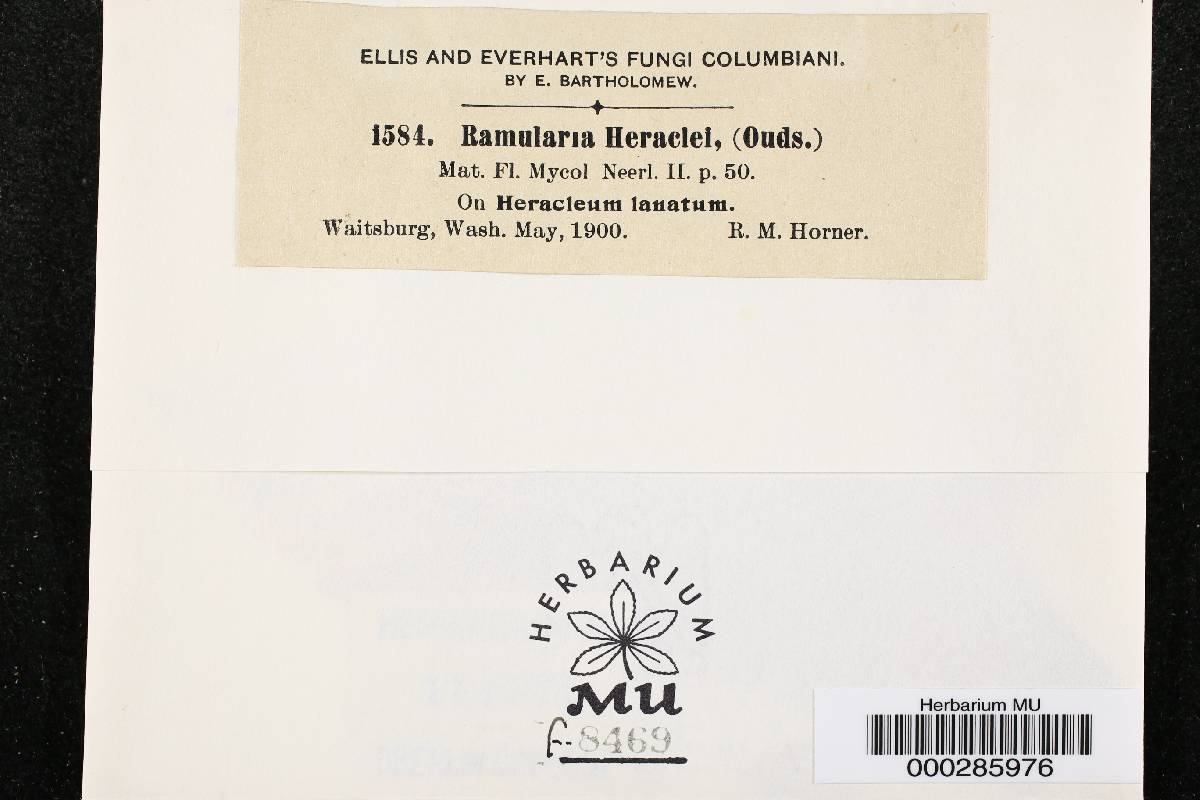 ELLIS AND EVERHART'S FUNGI COLUMBIANI.
BY E. BARTHOLOMEW.
1584. Ramularia Heraclei, (Ouds.)
Mat. Fl. Mycol Neerl. II. p. 50.
On Heracleum lanatum.
Waitsburg, Wash. May, 1900. R. M. Horner.
HERBARIUM
MU
F-8469
Herbarium MU
000285976